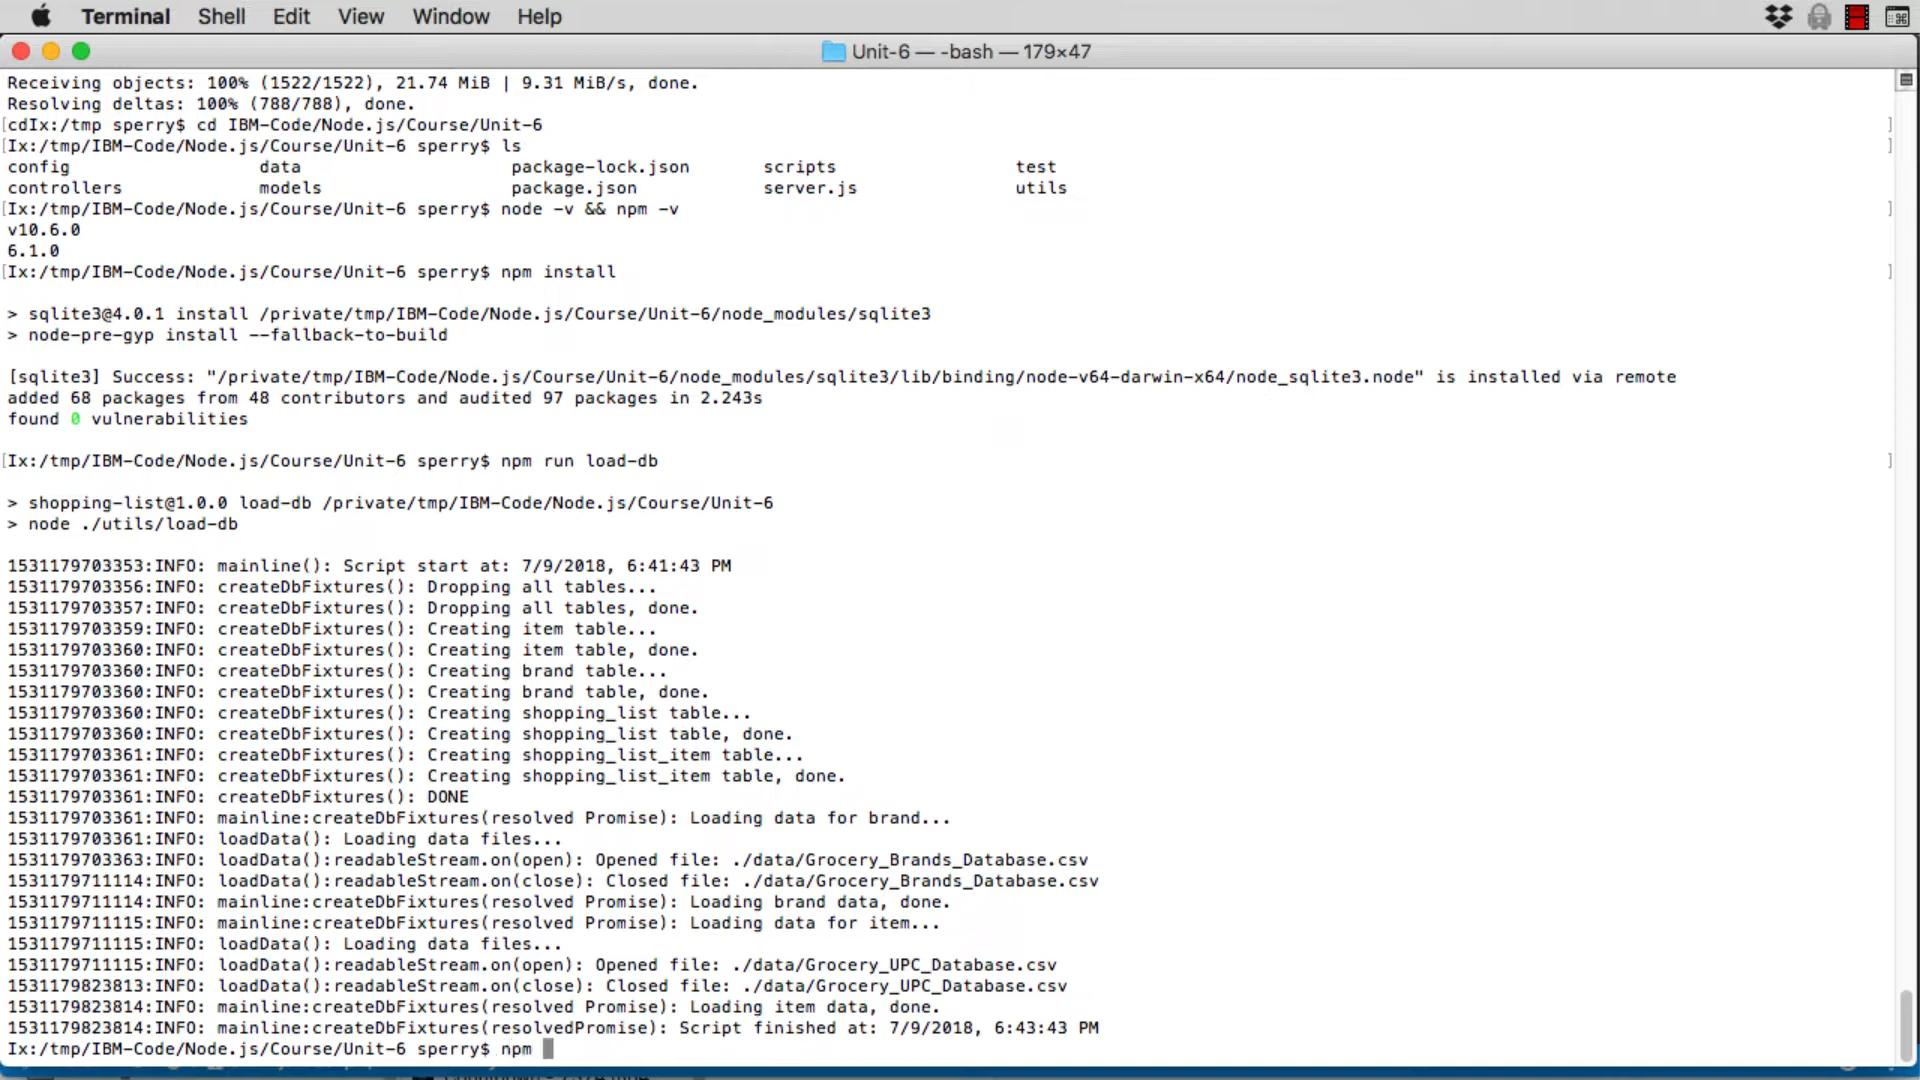 Terminal Shell Edit View Window Help
Unit-6 — -bash — 179×47
Receiving objects: 100% (1522/1522), 21.74 MiB | 9.31 MiB/s, done.
Resolving deltas: 100% (788/788), done.
[cdIx:/tmp sperry$ cd IBM-Code/Node.js/Course/Unit-6 ]
[Ix:/tmp/IBM-Code/Node.js/Course/Unit-6 sperry$ ls ]
config data package-lock.json scripts test
controllers models package.json server.js utils
[Ix:/tmp/IBM-Code/Node.js/Course/Unit-6 sperry$ node -v && npm -v ]
v10.6.0
6.1.0
[Ix:/tmp/IBM-Code/Node.js/Course/Unit-6 sperry$ npm install ]
> sqlite3@4.0.1 install /private/tmp/IBM-Code/Node.js/Course/Unit-6/node_modules/sqlite3
> node-pre-gyp install --fallback-to-build
[sqlite3] Success: "/private/tmp/IBM-Code/Node.js/Course/Unit-6/node_modules/sqlite3/lib/binding/node-v64-darwin-x64/node_sqlite3.node" is installed via remote
added 68 packages from 48 contributors and audited 97 packages in 2.243s
found 0 vulnerabilities
[Ix:/tmp/IBM-Code/Node.js/Course/Unit-6 sperry$ npm run load-db ]
> shopping-list@1.0.0 load-db /private/tmp/IBM-Code/Node.js/Course/Unit-6
> node ./utils/load-db
1531179703353:INFO: mainline(): Script start at: 7/9/2018, 6:41:43 PM
1531179703356:INFO: createDbFixtures(): Dropping all tables...
1531179703357:INFO: createDbFixtures(): Dropping all tables, done.
1531179703359:INFO: createDbFixtures(): Creating item table...
1531179703360:INFO: createDbFixtures(): Creating item table, done.
1531179703360:INFO: createDbFixtures(): Creating brand table...
1531179703360:INFO: createDbFixtures(): Creating brand table, done.
1531179703360:INFO: createDbFixtures(): Creating shopping_list table...
1531179703360:INFO: createDbFixtures(): Creating shopping_list table, done.
1531179703361:INFO: createDbFixtures(): Creating shopping_list_item table...
1531179703361:INFO: createDbFixtures(): Creating shopping_list_item table, done.
1531179703361:INFO: createDbFixtures(): DONE
1531179703361:INFO: mainline:createDbFixtures(resolved Promise): Loading data for brand...
1531179703361:INFO: loadData(): Loading data files...
1531179703363:INFO: loadData():readableStream.on(open): Opened file: ./data/Grocery_Brands_Database.csv
1531179711114:INFO: loadData():readableStream.on(close): Closed file: ./data/Grocery_Brands_Database.csv
1531179711114:INFO: mainline:createDbFixtures(resolved Promise): Loading brand data, done.
1531179711115:INFO: mainline:createDbFixtures(resolved Promise): Loading data for item...
1531179711115:INFO: loadData(): Loading data files...
1531179711115:INFO: loadData():readableStream.on(open): Opened file: ./data/Grocery_UPC_Database.csv
1531179823813:INFO: loadData():readableStream.on(close): Closed file: ./data/Grocery_UPC_Database.csv
1531179823814:INFO: mainline:createDbFixtures(resolved Promise): Loading item data, done.
1531179823814:INFO: mainline:createDbFixtures(resolvedPromise): Script finished at: 7/9/2018, 6:43:43 PM
Ix:/tmp/IBM-Code/Node.js/Course/Unit-6 sperry$ npm